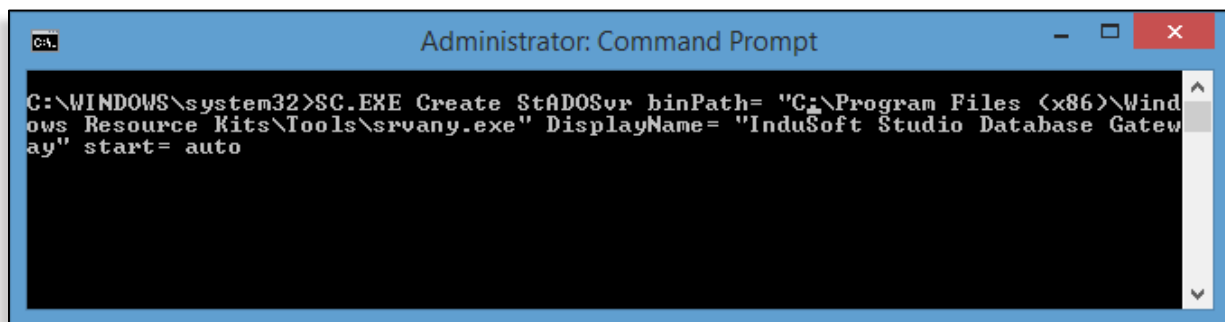 Administrator: Command Prompt
C:\WINDOWS\system32>SC.EXE Create StADOSvr binPath= "C:\Program Files (x86)\Wind
ows Resource Kits\Tools\srvany.exe" DisplayName= "InduSoft Studio Database Gatew
ay" start= auto